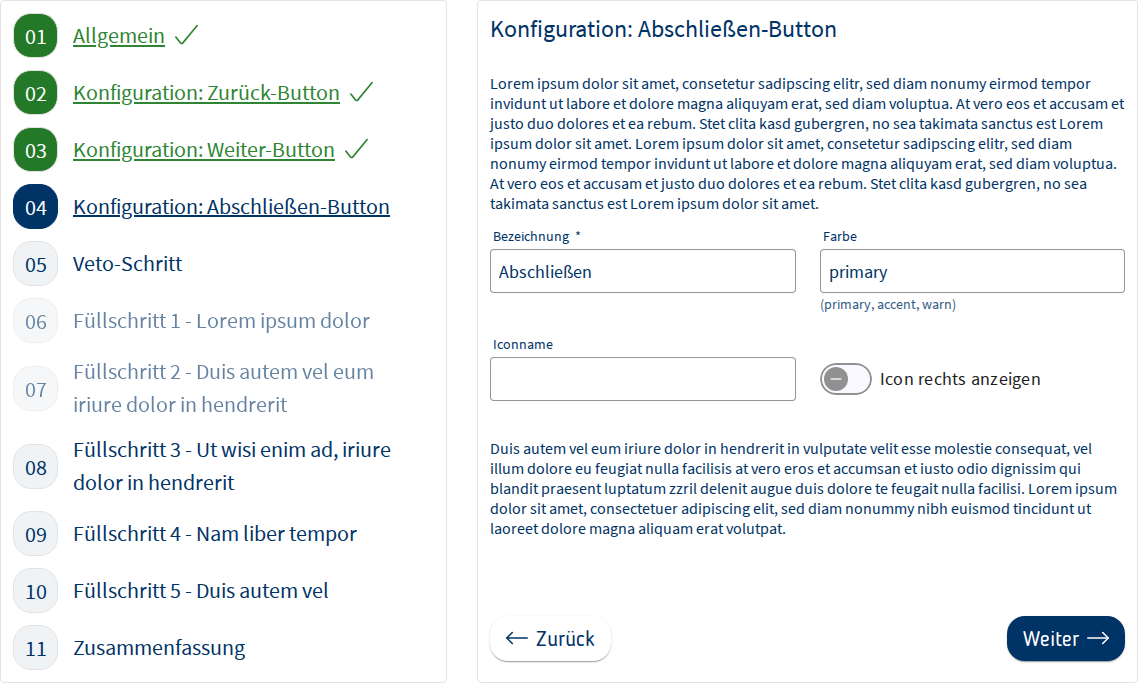 01 Allgemein
02 Konfiguration: Zurück-Button
03 Konfiguration: Weiter-Button
04 Konfiguration: Abschließen-Button
05 Veto-Schritt
06 Füllschritt 1 - Lorem ipsum dolor
07 Füllschritt 2 - Duis autem vel eum
iriure dolor in hendrerit
08 Füllschritt 3 - Ut wisi enim ad, iriure
dolor in hendrerit
09 Füllschritt 4 - Nam liber tempor
10 Füllschritt 5 - Duis autem vel
11 Zusammenfassung
Konfiguration: Abschließen-Button
Lorem ipsum dolor sit amet, consetetur sadipscing elitr, sed diam nonumy eirmod tempor
invidunt ut labore et dolore magna aliquyam erat, sed diam voluptua. At vero eos et accusam et
justo duo dolores et ea rebum. Stet clita kasd gubergren, no sea takimata sanctus est Lorem
ipsum dolor sit amet. Lorem ipsum dolor sit amet, consetetur sadipscing elitr, sed diam
nonumy eirmod tempor invidunt ut labore et dolore magna aliquyam erat, sed diam voluptua.
At vero eos et accusam et justo duo dolores et ea rebum. Stet clita kasd gubergren, no sea
takimata sanctus est Lorem ipsum dolor sit amet.
Bezeichnung *
Abschließen
Farbe
primary
(primary, accent, warn)
Iconname
Icon rechts anzeigen
Duis autem vel eum iriure dolor in hendrerit in vulputate velit esse molestie consequat, vel
illum dolore eu feugiat nulla facilisis at vero eros et accumsan et iusto odio dignissim qui
blandit praesent luptatum zzril delenit augue duis dolore te feugait nulla facilisi. Lorem ipsum
dolor sit amet, consectetuer adipiscing elit, sed diam nonummy nibh euismod tincidunt ut
laoreet dolore magna aliquam erat volutpat.
Zurück
Weiter